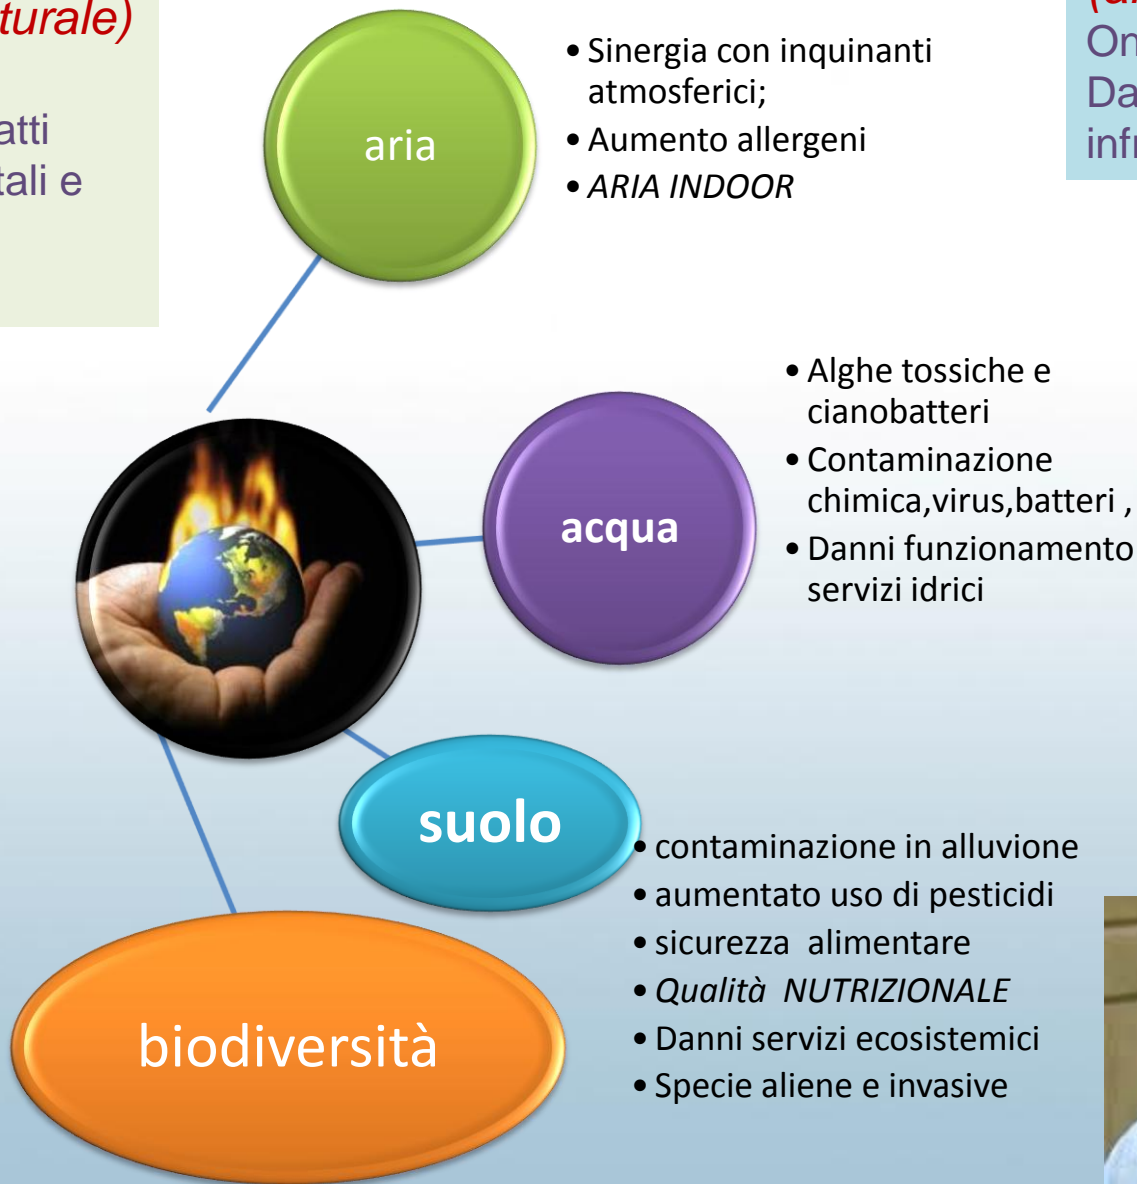 turale)
atti
tali e
aria
• Sinergia con inquinanti
atmosferici;
• Aumento allergeni
• ARIA INDOOR
On
Da
infr
acqua
• Alghe tossiche e
cianobatteri
• Contaminazione
chimica,virus,batteri ,
• Danni funzionamento
servizi idrici
suolo
• contaminazione in alluvione
• aumentato uso di pesticidi
• sicurezza alimentare
• Qualità NUTRIZIONALE
• Danni servizi ecosistemici
• Specie aliene e invasive
biodiversità